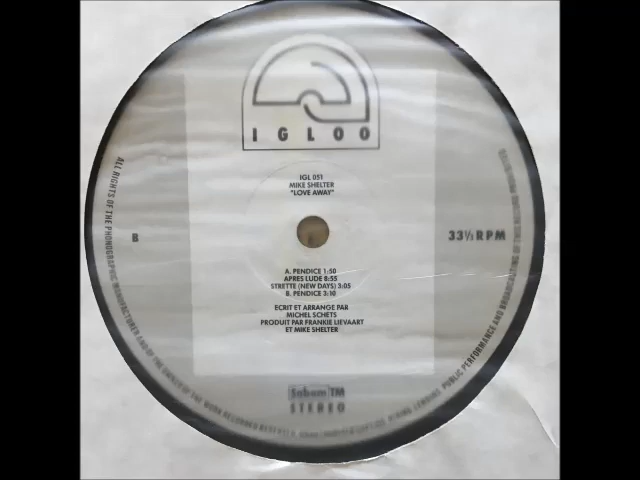 IGLOO
IGL 051
MIKE SHELTER
"LOVE AWAY"
B
33⅓ RPM
A. PENDICE 1:50
APRES LUDE 8:55
STRETTE (NEW DAYS) 3:05
B. PENDICE 3:10
ECRIT ET ARRANGE PAR
MICHEL SCHETS
PRODUIT PAR FRANKIE LIEVAART
ET MIKE SHELTER
Sabam TM
STEREO
ALL RIGHTS OF THE PHONOGRAPHIC MANUFACTURER AND OF THE OWNER OF THE WORK RECORDED RESERVED. HIRING, LENDING, PUBLIC PERFORMANCE AND BROADCASTING OF THIS RECORD PROHIBITED